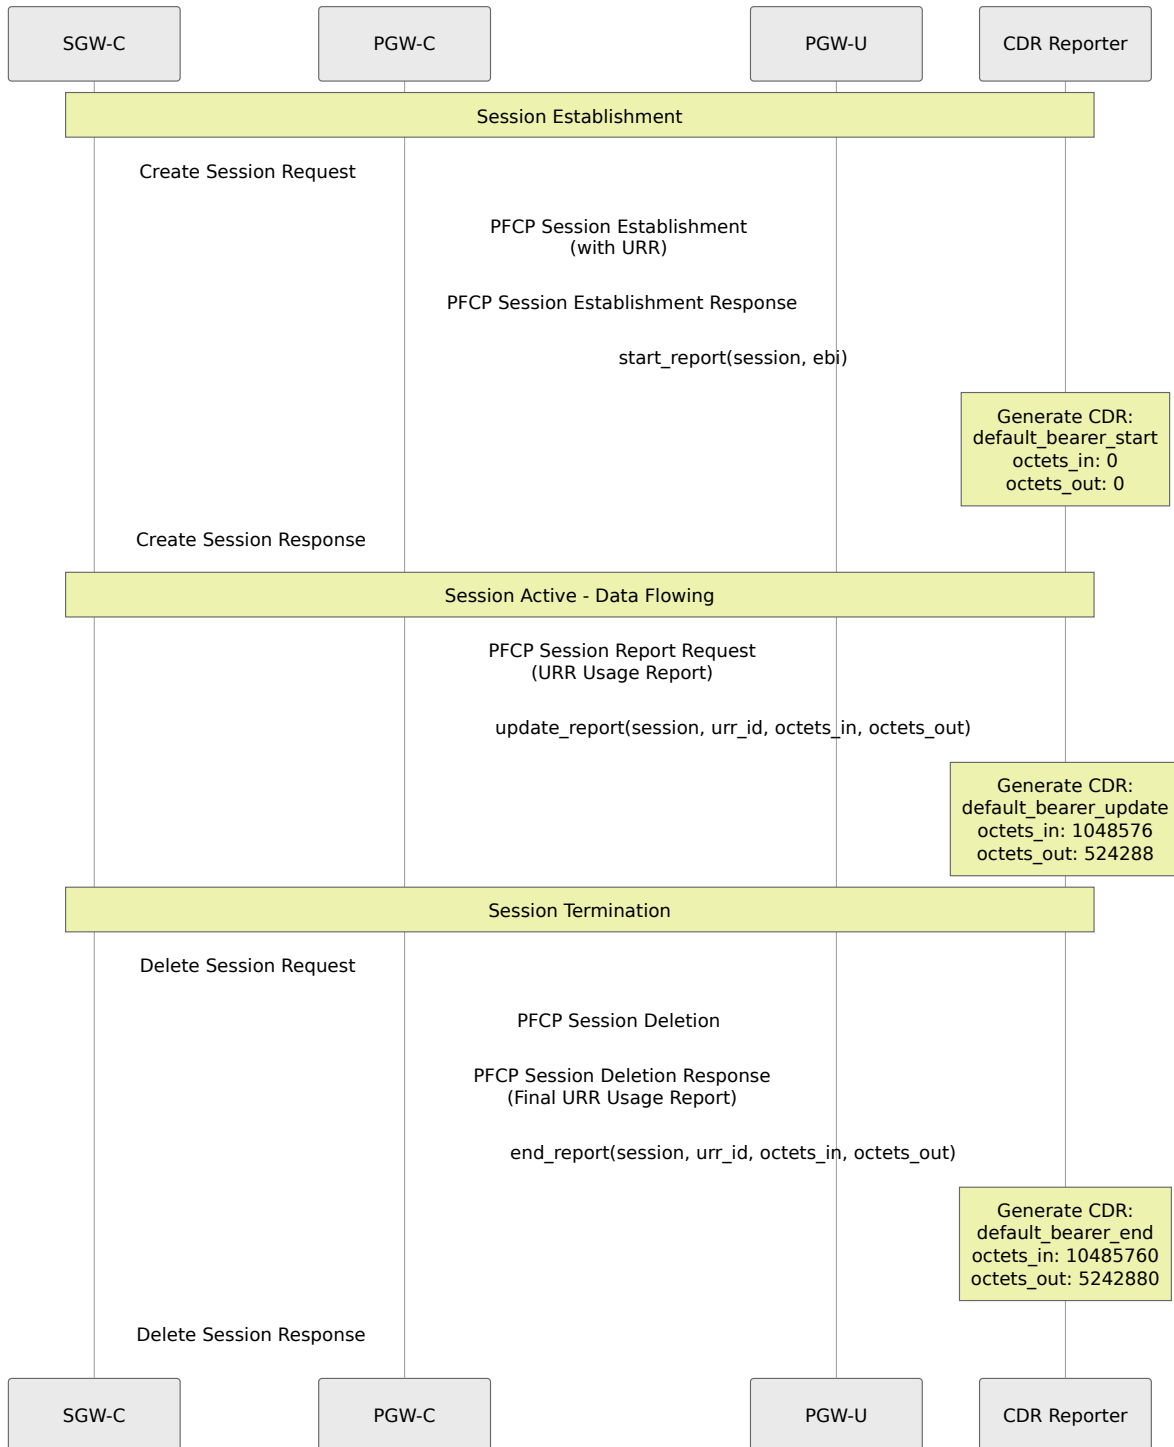 SGW-C
PGW-C
PGW-U
CDR Reporter
Session Establishment
Create Session Request
PFCP Session Establishment
(with URR)
PFCP Session Establishment Response
start_report(session, ebi)
Generate CDR:
default_bearer_start
octets_in: 0
octets_out: 0
Create Session Response
Session Active - Data Flowing
PFCP Session Report Request
(URR Usage Report)
update_report(session, urr_id, octets_in, octets_out)
Generate CDR:
default_bearer_update
octets_in: 1048576
octets_out: 524288
Session Termination
Delete Session Request
PFCP Session Deletion
PFCP Session Deletion Response
(Final URR Usage Report)
end_report(session, urr_id, octets_in, octets_out)
Generate CDR:
default_bearer_end
octets_in: 10485760
octets_out: 5242880
Delete Session Response
SGW-C
PGW-C
PGW-U
CDR Reporter